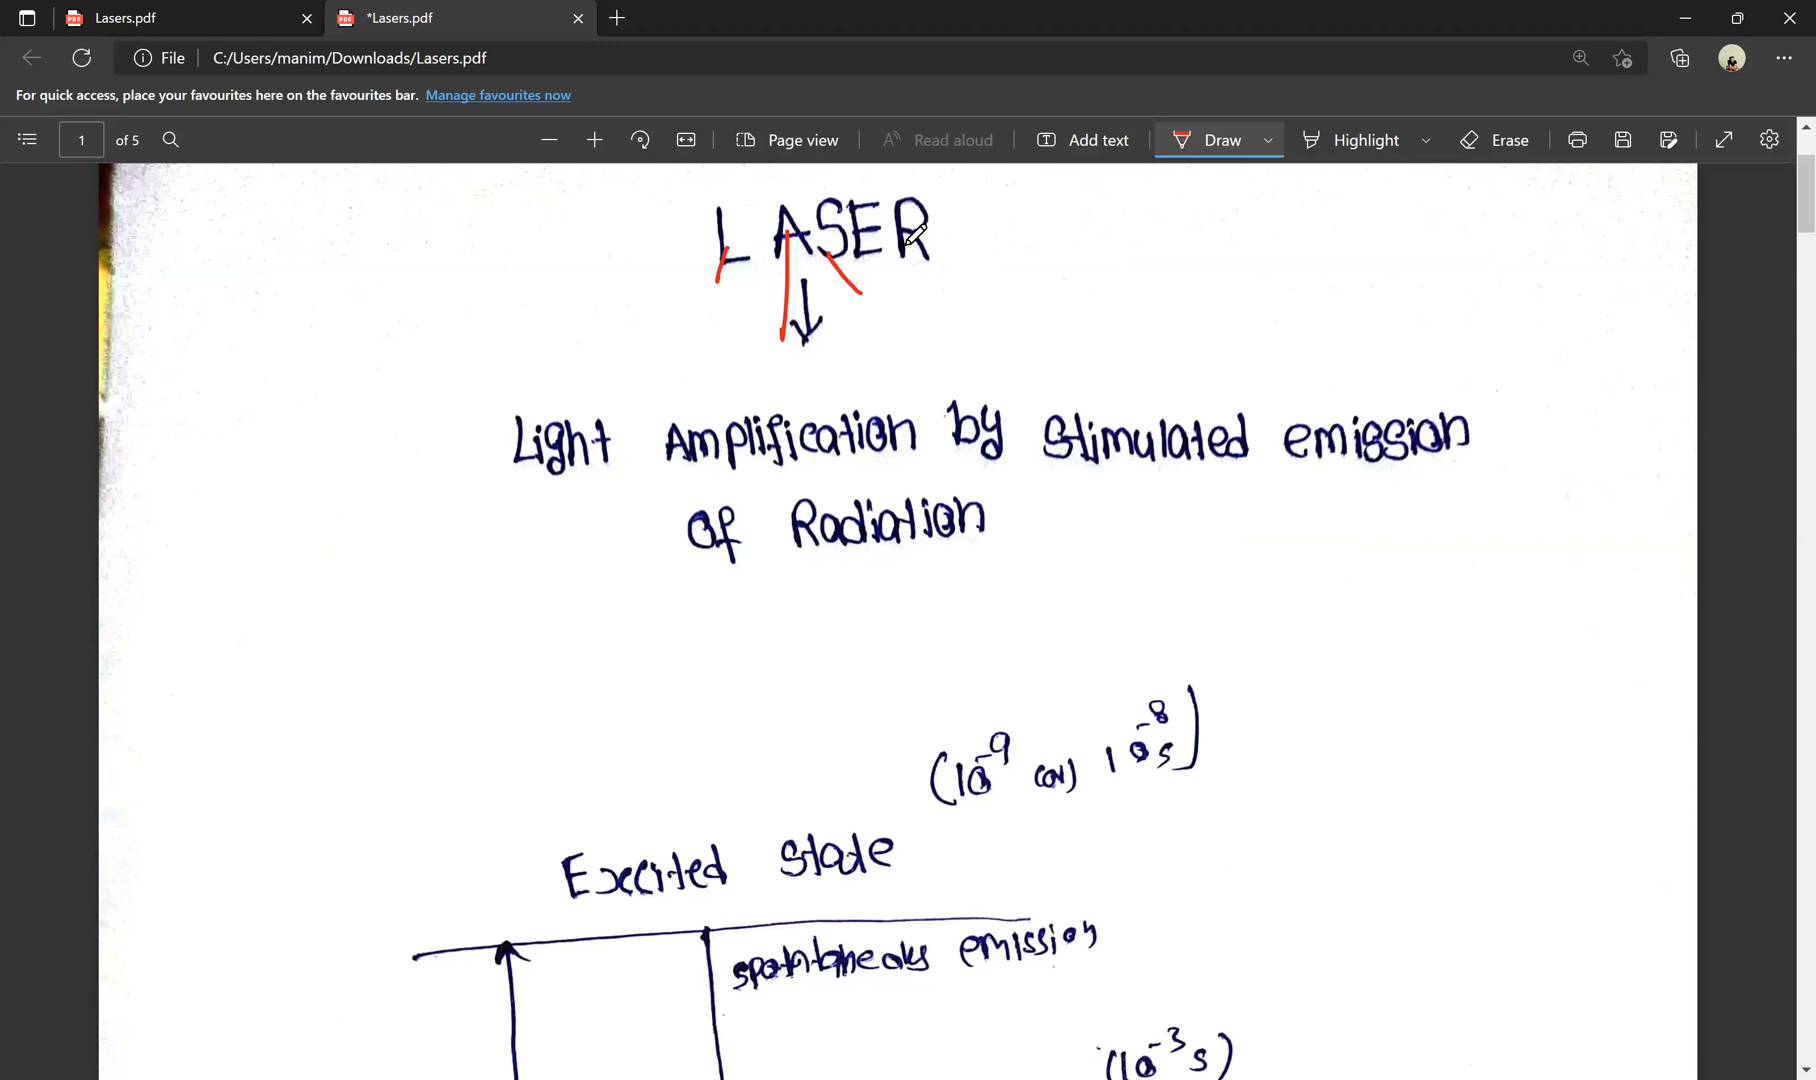 Lasers.pdf
*Lasers.pdf
File
C:/Users/manim/Downloads/Lasers.pdf
For quick access, place your favourites here on the favourites bar. Manage favourites now
1 of 5
Page view
Read aloud
Add text
Draw
Highlight
Erase
LASER
Light Amplification by stimulated emission
of Radiation
(10⁻⁹ (or) 10⁻⁸ s)
Excited state
spontaneous emission
(10⁻³ s)